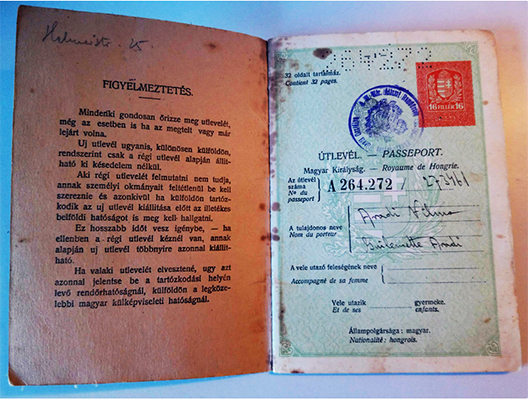 25.
FIGYELMEZTETÉS.
Mindenki gondosan őrizze meg útlevelét,
még az esetben is ha az megtelt vagy már
lejárt volna.
Uj útlevél ugyanis, különösen külföldön,
rendszerint csak a régi útlevél alapján állít-
ható ki késedelem nélkül.
Aki régi útlevelét felmutatni nem tudja,
annak személyi okmányait feltétlenül be kell
szereznie és azonkívül ha külföldön tartóz-
kodik az uj útlevél kiállítása előtt az illetékes
belföldi hatóságot is meg kell hallgatni.
Ez hosszabb időt vesz igénybe, — ha
ellenben a régi útlevél kéznél van, annak
alapján uj útlevél többnyire azonnal kiállít-
ható.
Ha valaki útlevelét elvesztené, ugy ezt
azonnal jelentse be a tartózkodási helyén
levő rendőrhatóságnál, külföldön a legköze-
lebbi magyar külképviseleti hatóságnál.
264272
32 oldalt tartalmaz.
Contient 32 pages.
16 FILLÉR 16
ÚTLEVÉL. — PASSEPORT.
Magyar Királyság. — Royaume de Hongrie.
Az útlevél
száma
No du
passeport
A 264.272
A tulajdonos neve
Nom du porteur
A vele utazó feleségének neve
Accompagné de sa femme
Vele utazik gyermeke.
Et de ses enfants.
Állampolgársága: magyar.
Nationalité: hongrois.